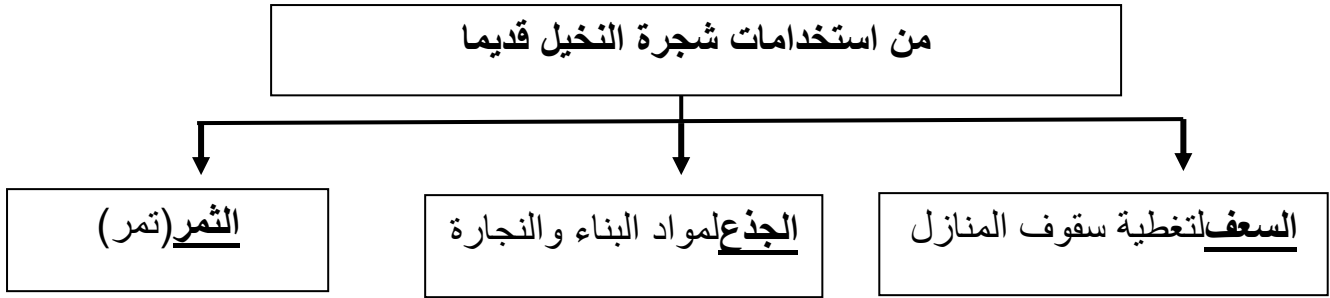 من استخدامات شجرة النخيل قديما
السعفلتغطية سقوف المنازل
الجذعلمواد البناء والنجارة
الثمر(تمر)